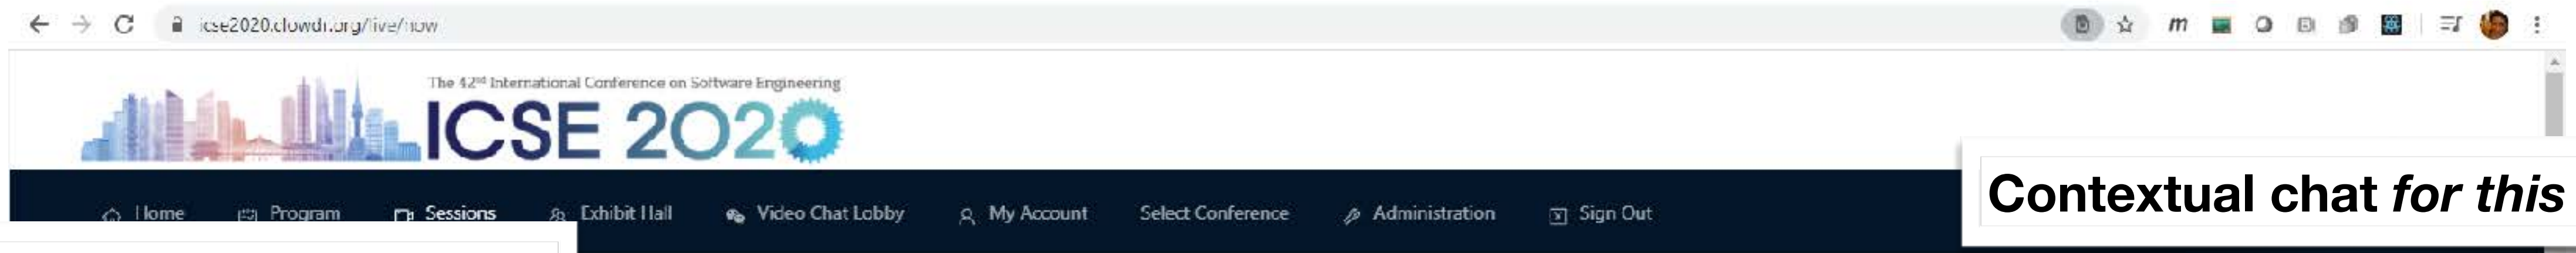 icse2020.clowdr.org/live/now
The 42nd International Conference on Software Engineering
ICSE 2020
Home Program Sessions Exhibit Hall Video Chat Lobby My Account Select Conference Administration Sign Out
Contextual chat for this